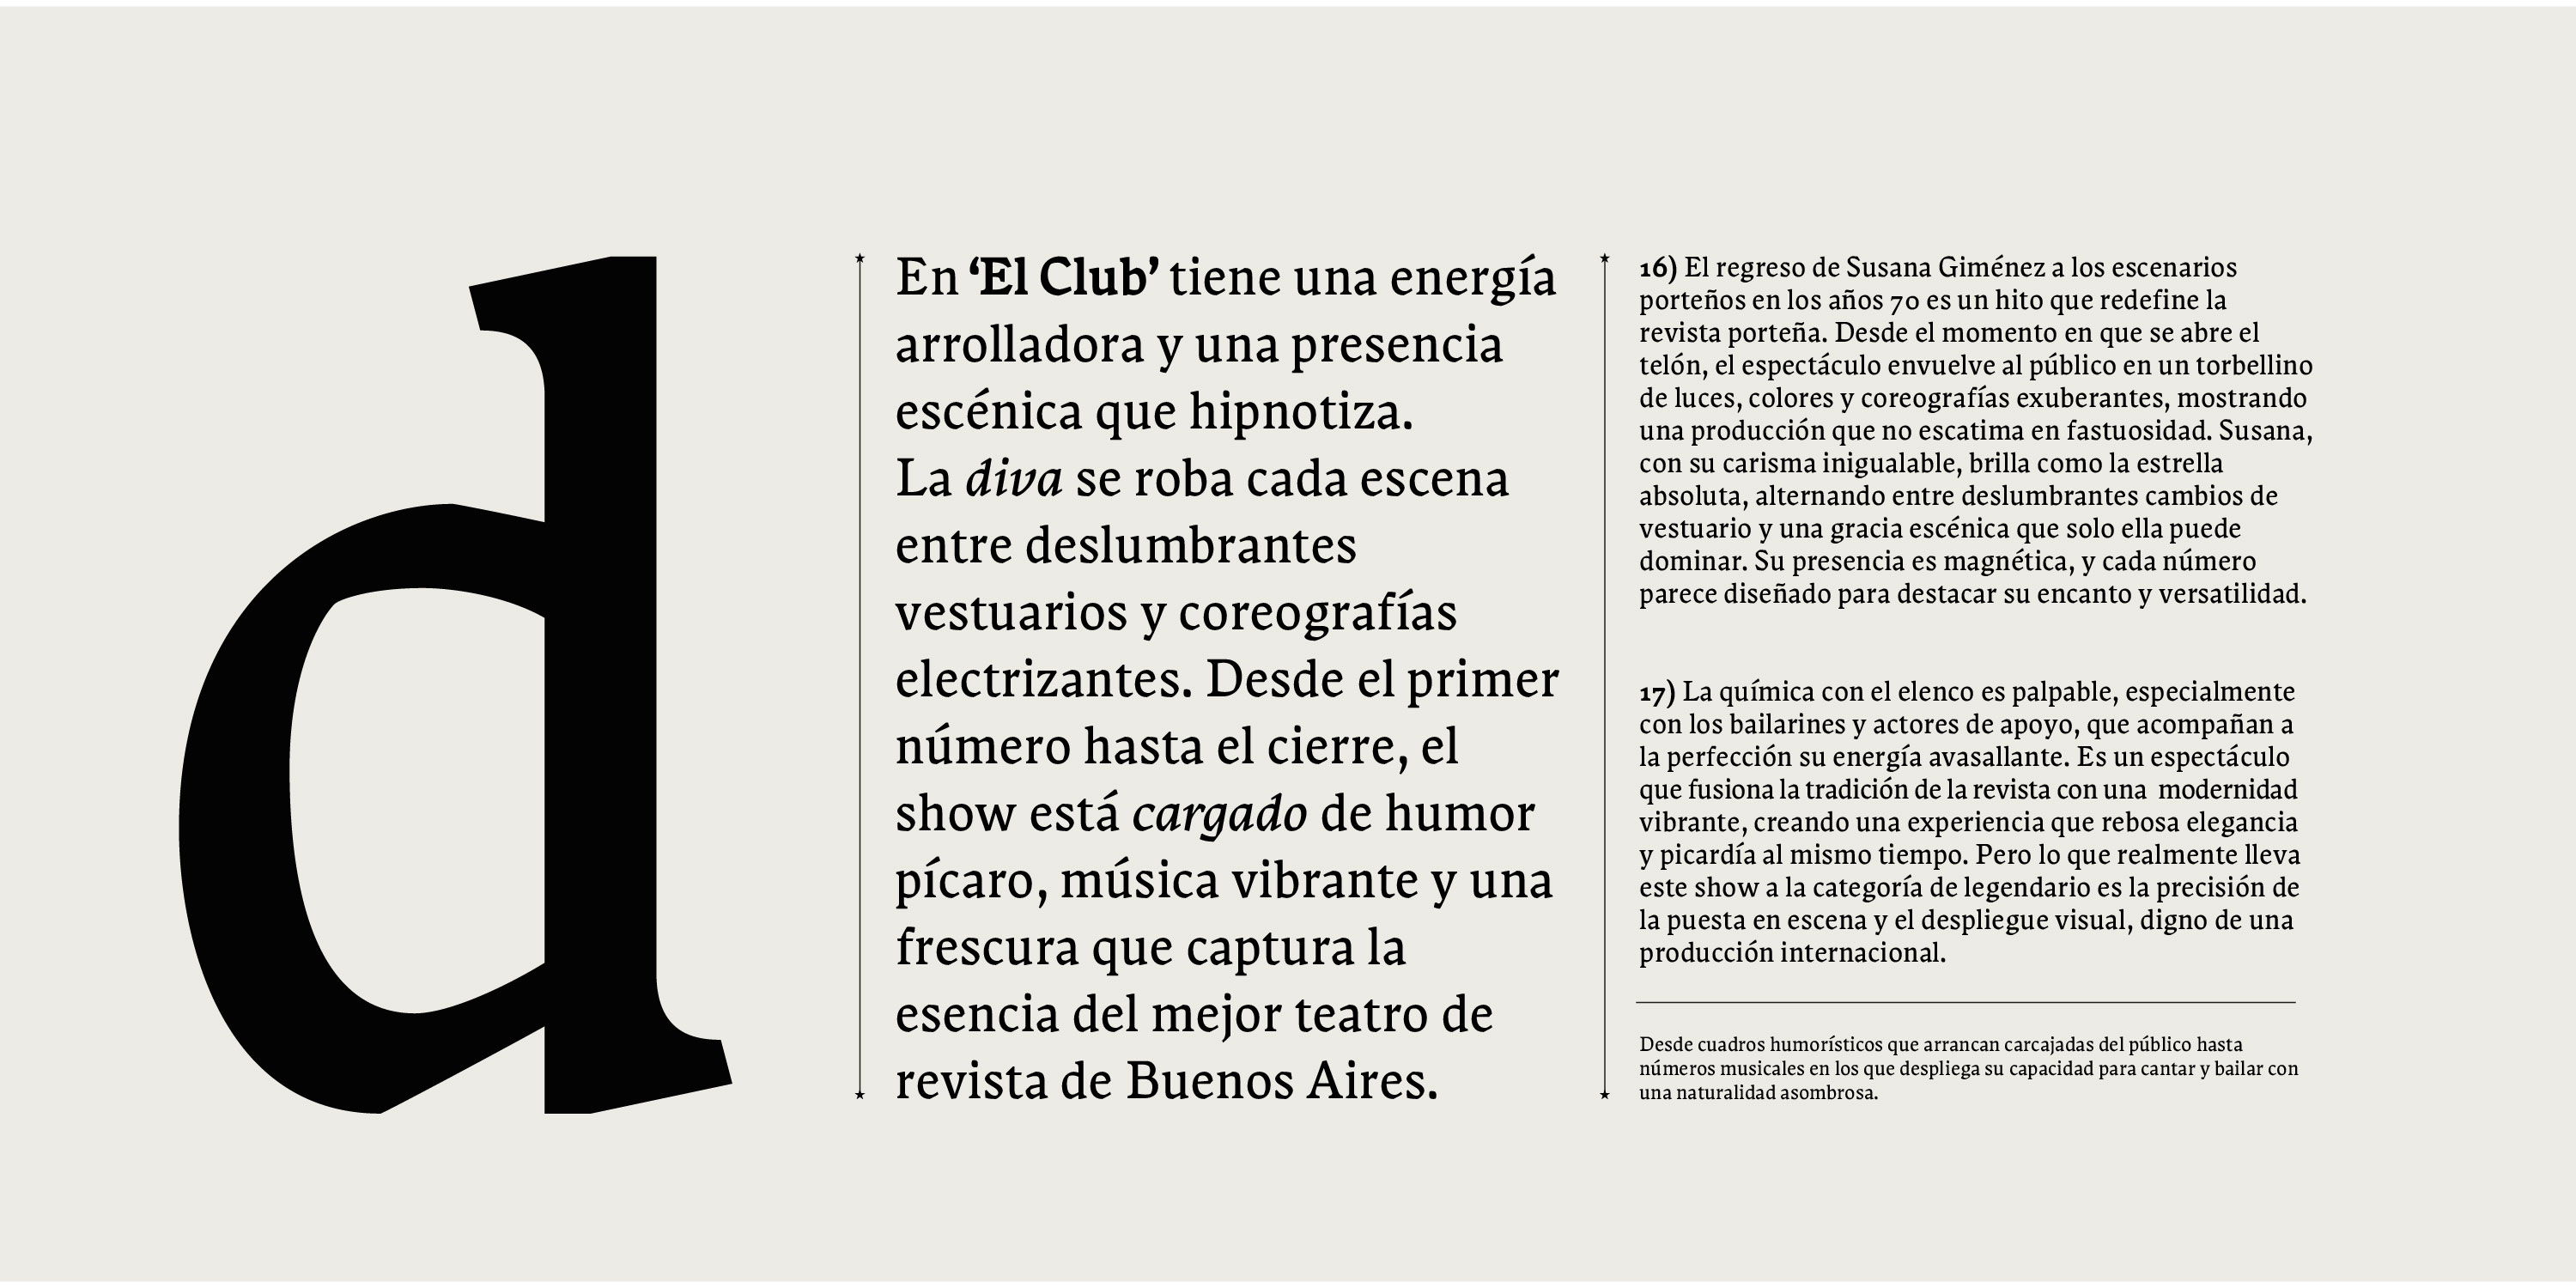 d
En ‘El Club’ tiene una energía
arrolladora y una presencia
escénica que hipnotiza.
La diva se roba cada escena
entre deslumbrantes
vestuarios y coreografías
electrizantes. Desde el primer
número hasta el cierre, el
show está cargado de humor
pícaro, música vibrante y una
frescura que captura la
esencia del mejor teatro de
revista de Buenos Aires.
16) El regreso de Susana Giménez a los escenarios
porteños en los años 70 es un hito que redefine la
revista porteña. Desde el momento en que se abre el
telón, el espectáculo envuelve al público en un torbellino
de luces, colores y coreografías exuberantes, mostrando
una producción que no escatima en fastuosidad. Susana,
con su carisma inigualable, brilla como la estrella
absoluta, alternando entre deslumbrantes cambios de
vestuario y una gracia escénica que solo ella puede
dominar. Su presencia es magnética, y cada número
parece diseñado para destacar su encanto y versatilidad.
17) La química con el elenco es palpable, especialmente
con los bailarines y actores de apoyo, que acompañan a
la perfección su energía avasallante. Es un espectáculo
que fusiona la tradición de la revista con una  modernidad
vibrante, creando una experiencia que rebosa elegancia
y picardía al mismo tiempo. Pero lo que realmente lleva
este show a la categoría de legendario es la precisión de
la puesta en escena y el despliegue visual, digno de una
producción internacional.
Desde cuadros humorísticos que arrancan carcajadas del público hasta
números musicales en los que despliega su capacidad para cantar y bailar con
una naturalidad asombrosa.